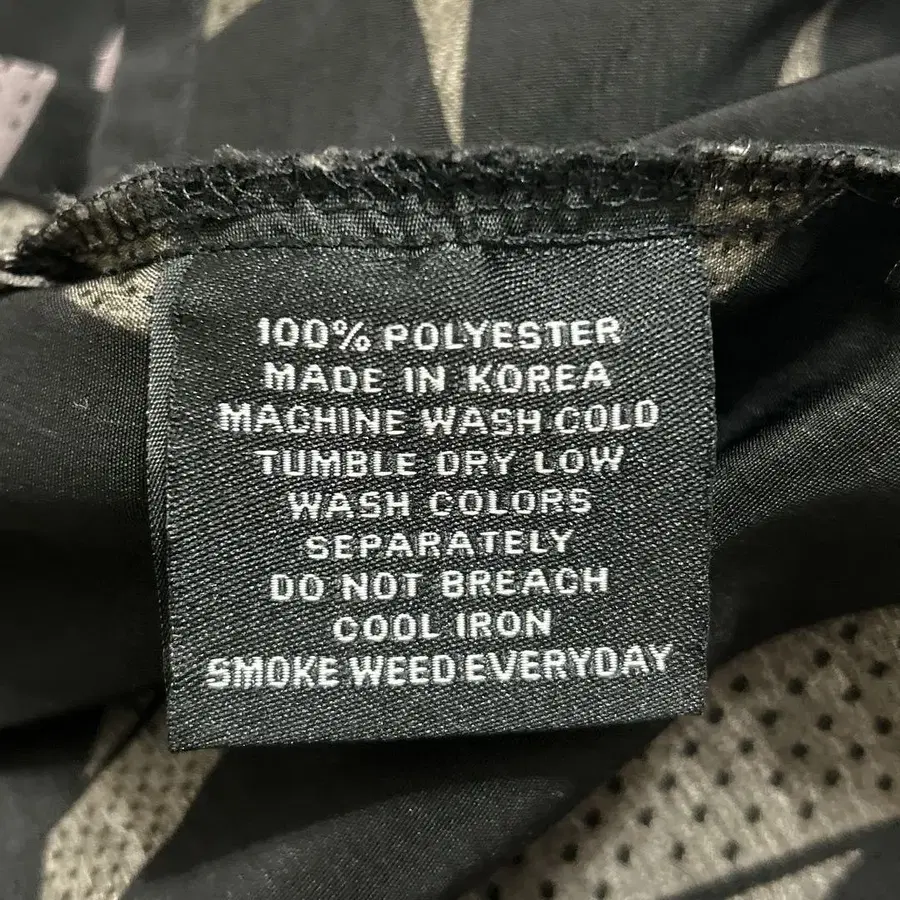 100% POLYESTER
MADE IN KOREA
MACHINE WASH COLD
TUMBLE DRY LOW
WASH COLORS
SEPARATELY
DO NOT BREACH
COOL IRON
SMOKE WEED EVERYDAY